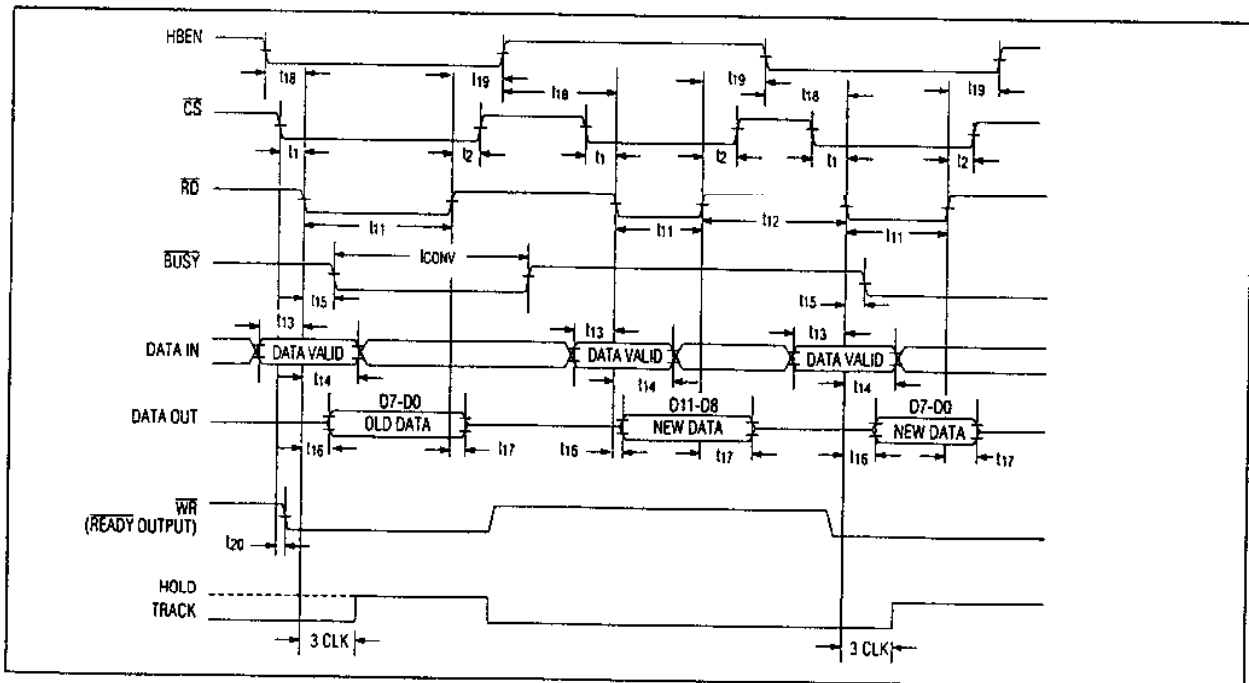 HBEN
t18 t19 t18 t19 t18 t19
CS
t1 t2 t1 t2 t1 t2
RD
t11 t11 t12 t11
BUSY
tCONV
t15 t15
t13 t13 t13
DATA IN DATA VALID DATA VALID DATA VALID
t14 t14 t14
D7-D0 D11-D8 D7-D0
DATA OUT OLD DATA NEW DATA NEW DATA
t16 t17 t16 t17 t16 t17
WR
(READY OUTPUT)
t20
HOLD
TRACK
3 CLK 3 CLK